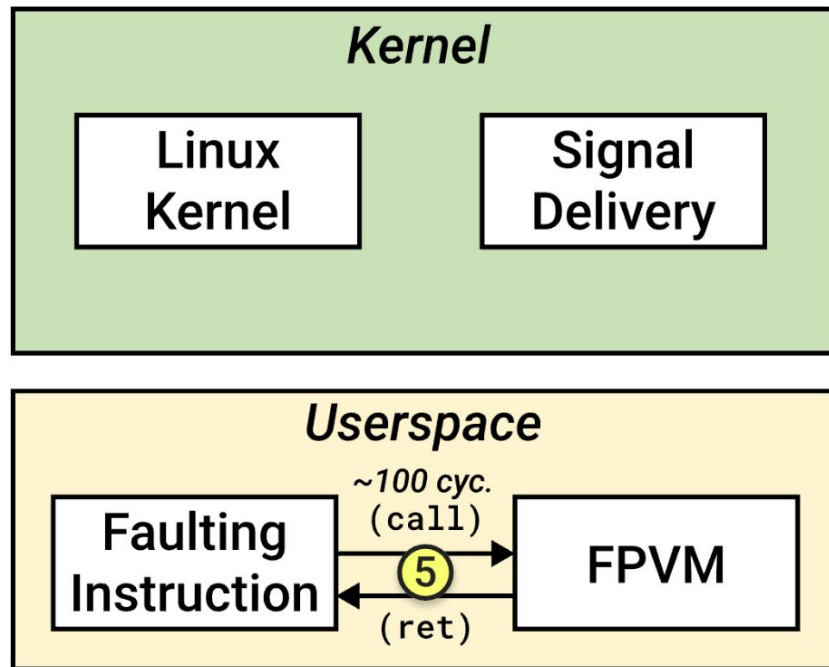 Kernel
Linux
Kernel
Signal
Delivery
Userspace
~100 cyc.
(call)
Faulting
Instruction
5
FPVM
(ret)